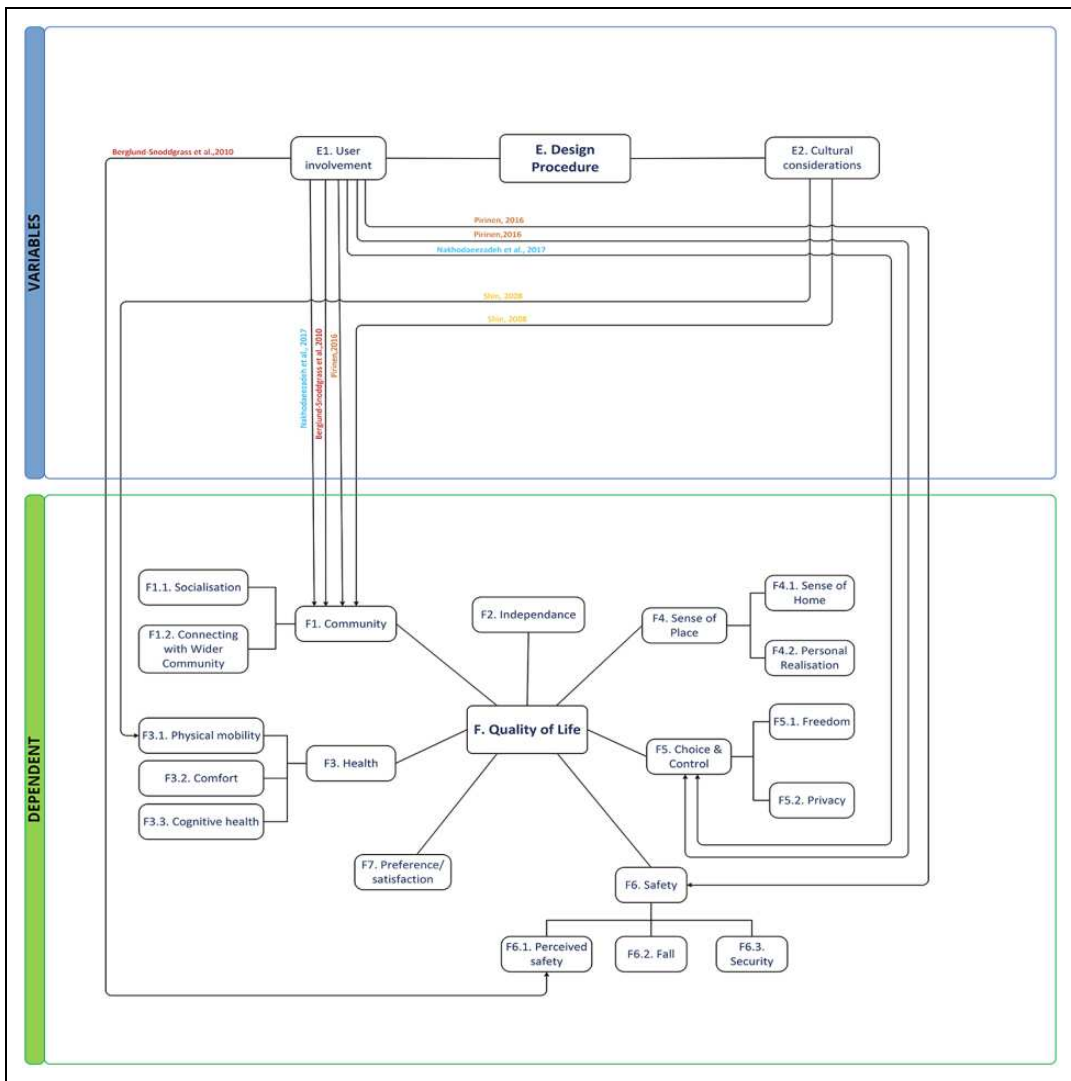 VARIABLES
E1. User
involvement
E. Design
Procedure
E2. Cultural
considerations
Berglund-Snoddgrass et al.,2010
Pirinen, 2016
Pirinen,2016
Nakhodaeezadeh et al., 2017
Shin, 2008
Shin, 2008
Nakhodaeezadeh et al., 2017
Berglund-Snoddgrass et al.,2010
Pirinen,2016
DEPENDENT
F1.1. Socialisation
F1.2. Connecting
with Wider
Community
F1. Community
F2. Independance
F4. Sense of
Place
F4.1. Sense of
Home
F4.2. Personal
Realisation
F. Quality of Life
F3.1. Physical mobility
F3.2. Comfort
F3.3. Cognitive health
F3. Health
F5. Choice &
Control
F5.1. Freedom
F5.2. Privacy
F7. Preference/
satisfaction
F6. Safety
F6.1. Perceived
safety
F6.2. Fall
F6.3.
Security